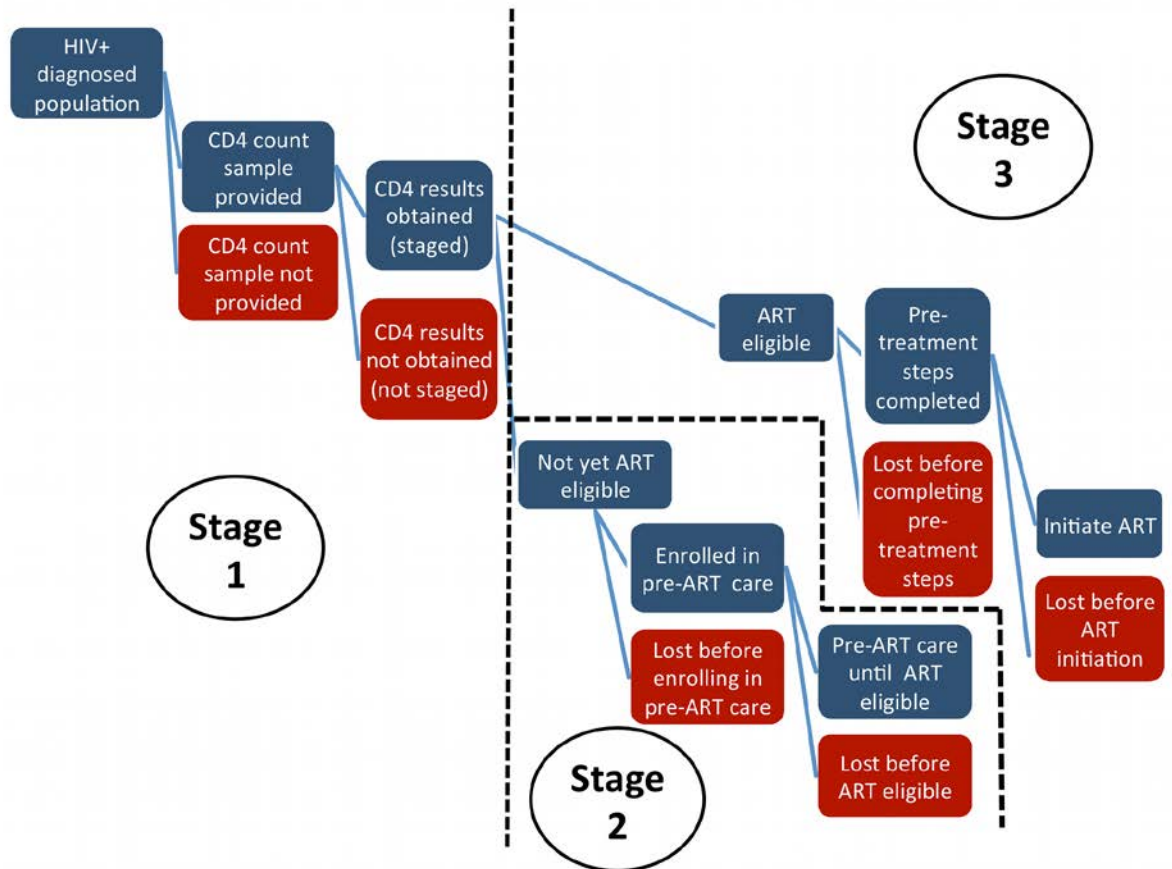 HIV+
diagnosed
population
CD4 count
sample
provided
CD4 count
sample not
provided
CD4 results
obtained
(staged)
CD4 results
not obtained
(not staged)
Stage
1
Not yet ART
eligible
Enrolled in
pre-ART care
Lost before
enrolling in
pre-ART care
Pre-ART care
until ART
eligible
Lost before
ART eligible
Stage
2
Stage
3
ART
eligible
Pre-
treatment
steps
completed
Lost before
completing
pre-
treatment
steps
Initiate ART
Lost before
ART
initiation